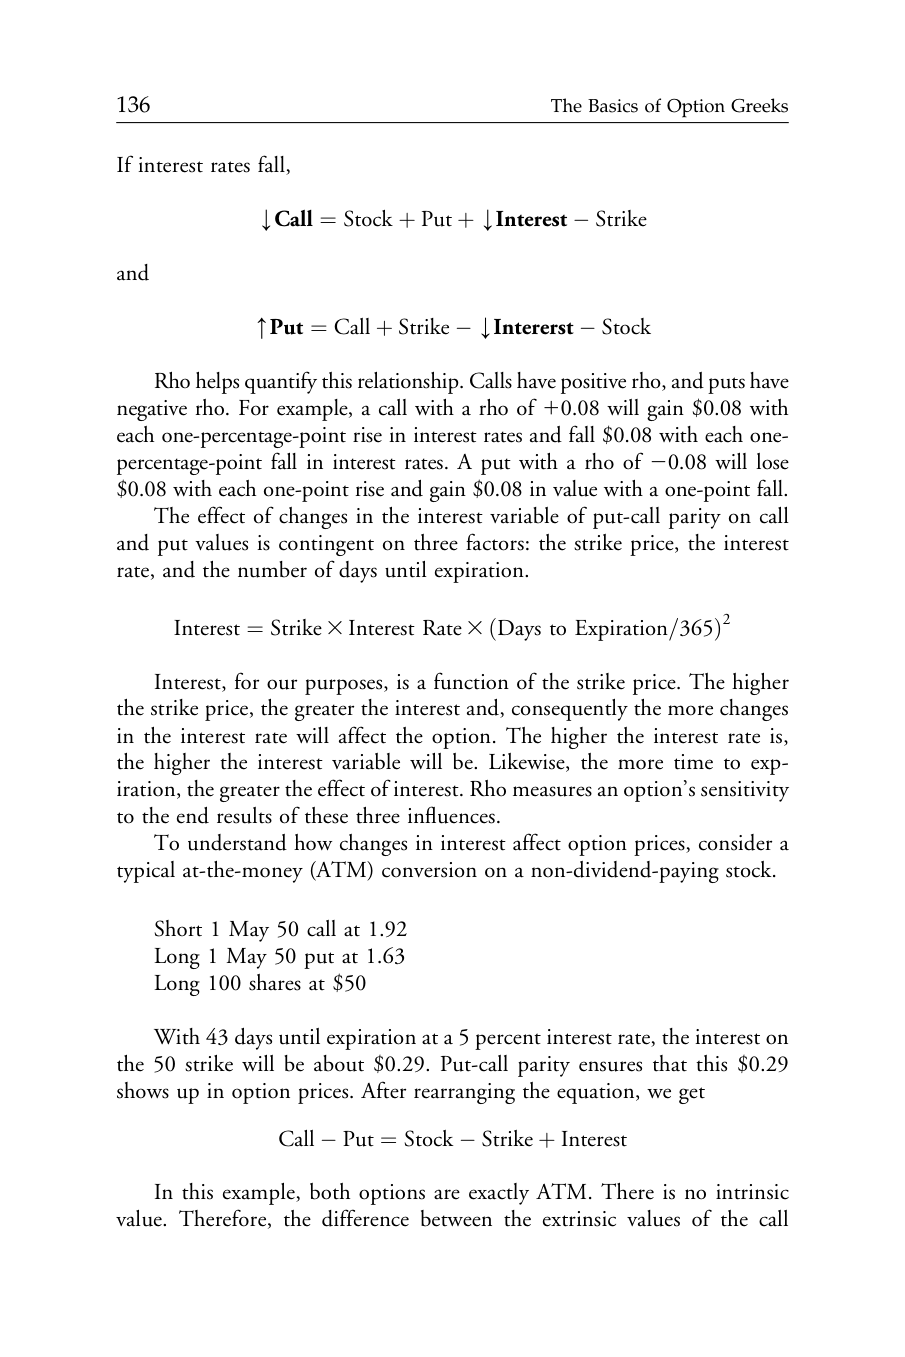 136 The Basics of Option Greeks
If interest rates fall,
↓Call = Stock + Put + ↓Interest − Strike
and
↑Put = Call + Strike − ↓Intererst − Stock
Rho helps quantify this relationship. Calls have positive rho, and puts have
negative rho. For example, a call with a rho of +0.08 will gain $0.08 with
each one-percentage-point rise in interest rates and fall $0.08 with each one-
percentage-point fall in interest rates. A put with a rho of −0.08 will lose
$0.08 with each one-point rise and gain $0.08 in value with a one-point fall.
The effect of changes in the interest variable of put-call parity on call
and put values is contingent on three factors: the strike price, the interest
rate, and the number of days until expiration.
Interest = Strike × Interest Rate × (Days to Expiration/365)²
Interest, for our purposes, is a function of the strike price. The higher
the strike price, the greater the interest and, consequently the more changes
in the interest rate will affect the option. The higher the interest rate is,
the higher the interest variable will be. Likewise, the more time to exp-
iration, the greater the effect of interest. Rho measures an option's sensitivity
to the end results of these three influences.
To understand how changes in interest affect option prices, consider a
typical at-the-money (ATM) conversion on a non-dividend-paying stock.
Short 1 May 50 call at 1.92
Long 1 May 50 put at 1.63
Long 100 shares at $50
With 43 days until expiration at a 5 percent interest rate, the interest on
the 50 strike will be about $0.29. Put-call parity ensures that this $0.29
shows up in option prices. After rearranging the equation, we get
Call − Put = Stock − Strike + Interest
In this example, both options are exactly ATM. There is no intrinsic
value. Therefore, the difference between the extrinsic values of the call